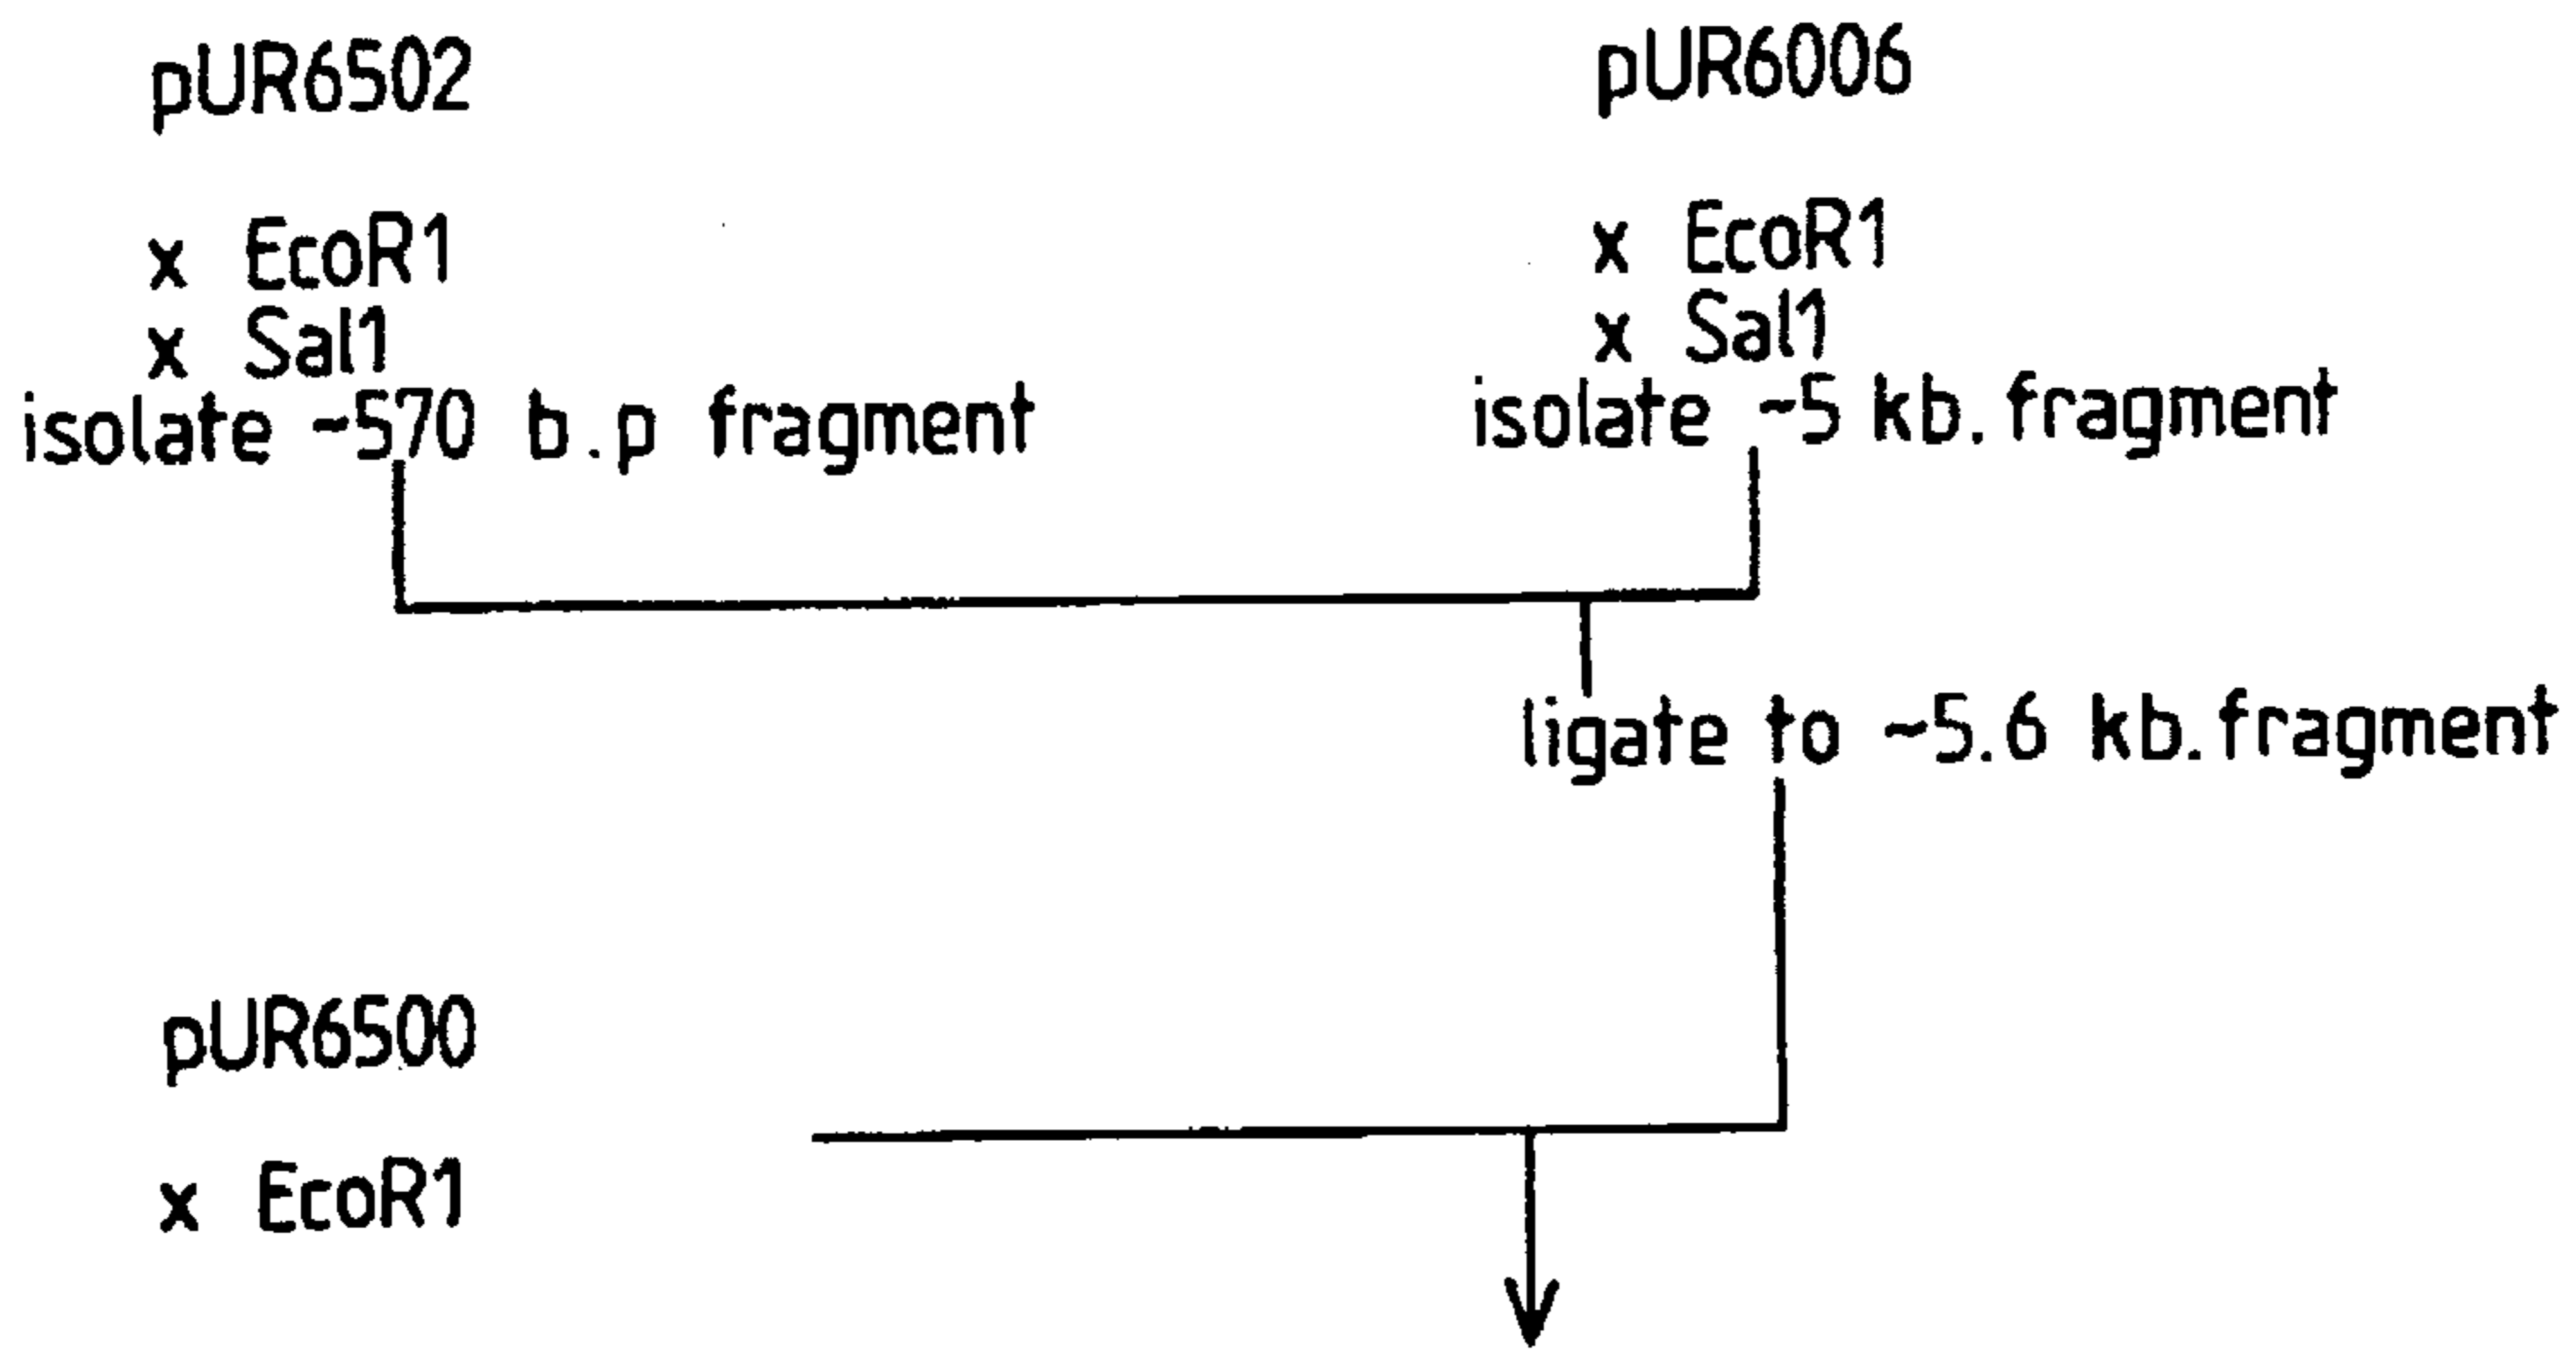 pUR6502
x EcoR1
x Sal1
isolate ~570 b.p fragment
pUR6006
x EcoR1
x Sal1
isolate ~5 kb. fragment
ligate to ~5.6 kb. fragment
pUR6500
x EcoR1